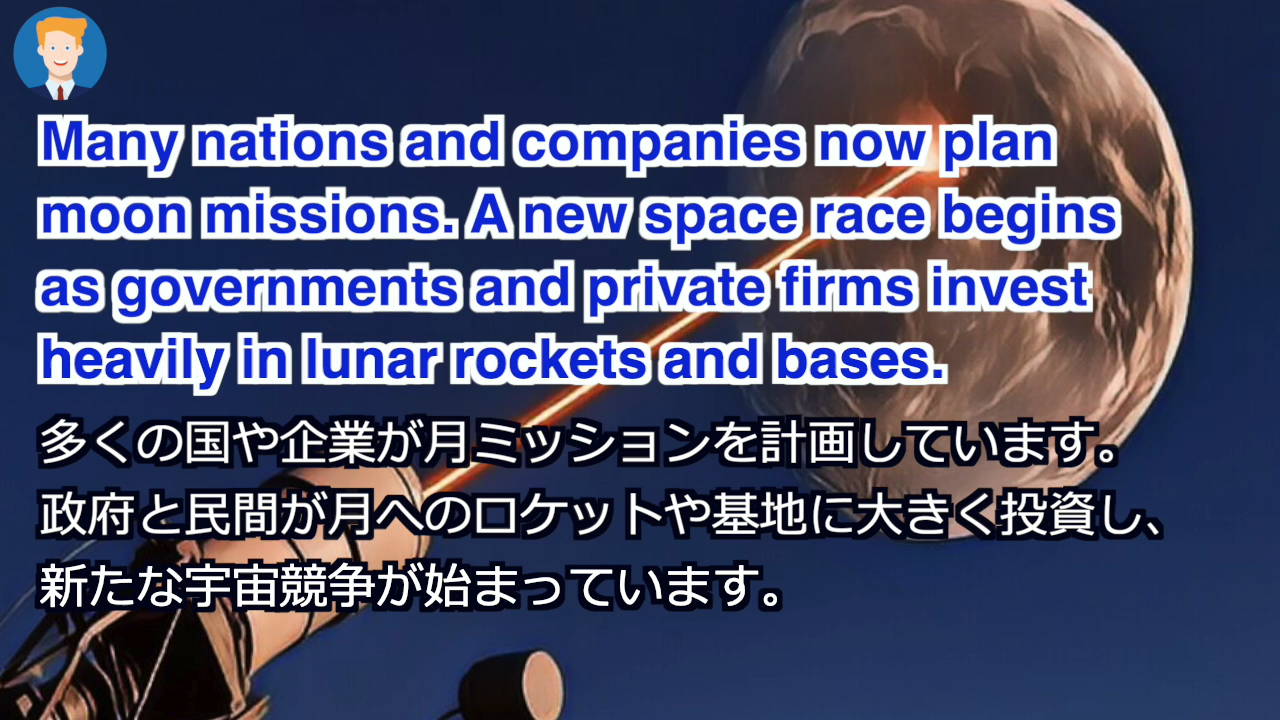 Many nations and companies now plan
moon missions. A new space race begins
as governments and private firms invest
heavily in lunar rockets and bases.
多くの国や企業が月ミッションを計画しています。
政府と民間が月へのロケットや基地に大きく投資し、
新たな宇宙競争が始まっています。